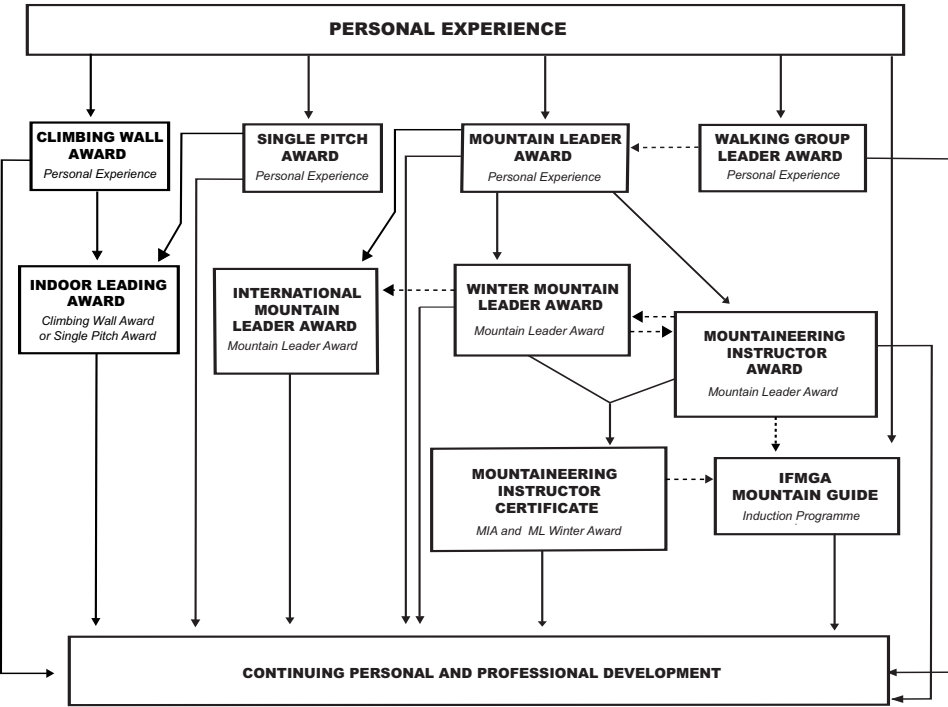 PERSONAL EXPERIENCE
CLIMBING WALL
AWARD
Personal Experience
SINGLE PITCH
AWARD
Personal Experience
MOUNTAIN LEADER
AWARD
Personal Experience
WALKING GROUP
LEADER AWARD
Personal Experience
INDOOR LEADING
AWARD
Climbing Wall Award
or Single Pitch Award
INTERNATIONAL
MOUNTAIN
LEADER AWARD
Mountain Leader Award
WINTER MOUNTAIN
LEADER AWARD
Mountain Leader Award
MOUNTAINEERING
INSTRUCTOR
AWARD
Mountain Leader Award
MOUNTAINEERING
INSTRUCTOR
CERTIFICATE
MIA and ML Winter Award
IFMGA
MOUNTAIN GUIDE
Induction Programme
CONTINUING PERSONAL AND PROFESSIONAL DEVELOPMENT